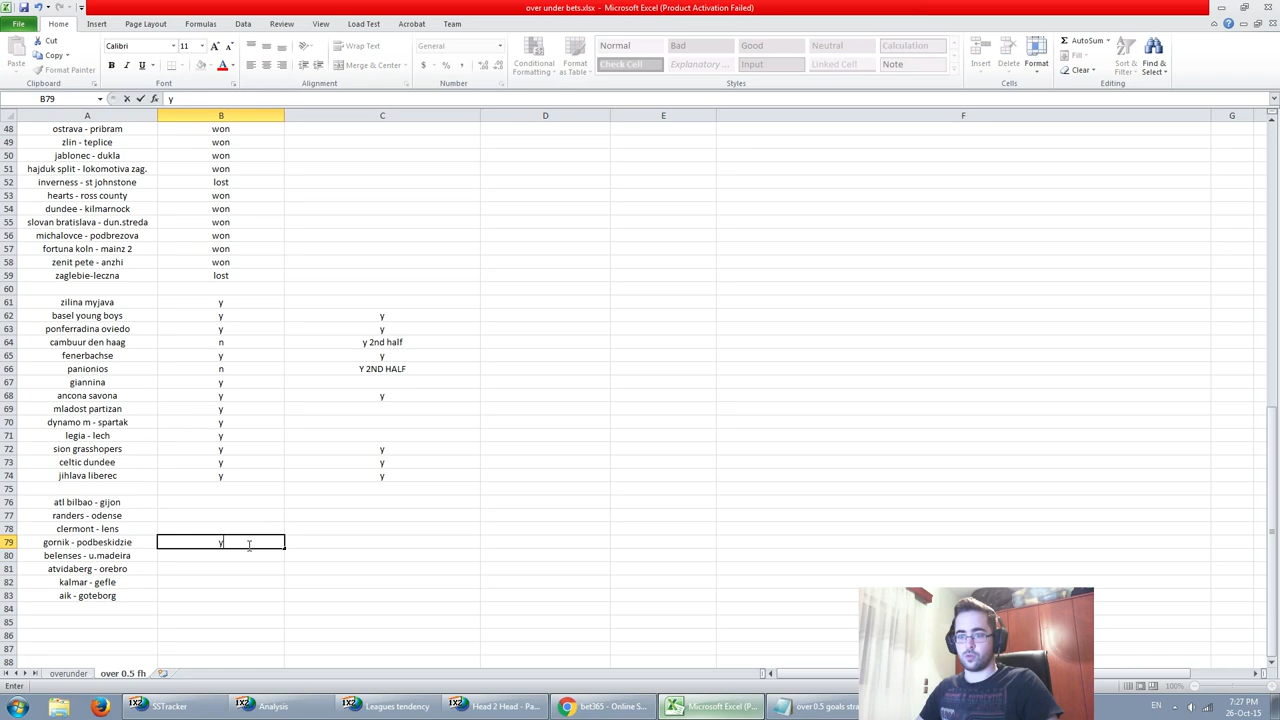 over under bets.xlsx - Microsoft Excel (Product Activation Failed)
File Home Insert Page Layout Formulas Data Review View Load Test Acrobat Team
Paste Cut Copy Format Painter Calibri 11 Wrap Text Merge & Center General
Conditional Formatting Format as Table Normal Bad Good Neutral Calculation
Check Cell Explanatory ... Input Linked Cell Note
Insert Delete Format AutoSum Fill Clear Sort & Filter Find & Select
Clipboard Font Alignment Number Styles Cells Editing
B79 fx y
A B C D E F G
48 ostrava - pribram won
49 zlin - teplice won
50 jablonec - dukla won
51 hajduk split - lokomotiva zag. won
52 inverness - st johnstone lost
53 hearts - ross county won
54 dundee - kilmarnock won
55 slovan bratislava - dun.streda won
56 michalovce - podbrezova won
57 fortuna koln - mainz 2 won
58 zenit pete - anzhi won
59 zaglebie-leczna lost
60
61 zilina myjava y
62 basel young boys y y
63 ponferradina oviedo y y
64 cambuur den haag n y 2nd half
65 fenerbachse y y
66 panionios n Y 2ND HALF
67 giannina y
68 ancona savona y y
69 mladost partizan y
70 dynamo m - spartak y
71 legia - lech y
72 sion grasshopers y y
73 celtic dundee y y
74 jihlava liberec y y
75
76 atl bilbao - gijon
77 randers - odense
78 clermont - lens
79 gornik - podbeskidzie y
80 belenses - u.madeira
81 atvidaberg - orebro
82 kalmar - gefle
83 aik - goteborg
84
85
86
87
88
overunder over 0.5 fh
Enter 100%
SSTracker Analysis Leagues tendency Head 2 Head - Pa... bet365 - Online S... Microsoft Excel (P... over 0.5 goals stra... EN 7:27 PM
26-Oct-15